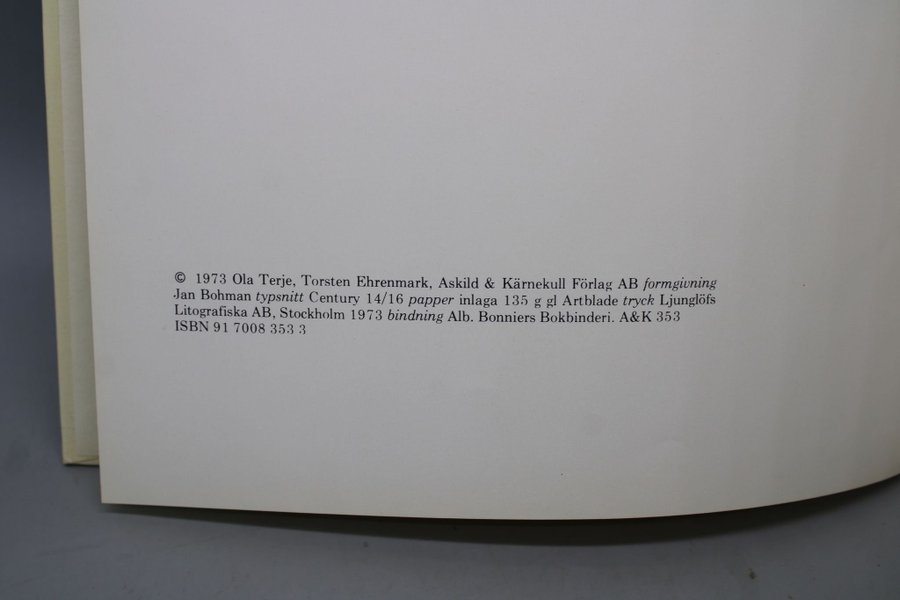 © 1973 Ola Terje, Torsten Ehrenmark, Askild & Kärnekull Förlag AB formgivning
Jan Bohman typsnitt Century 14/16 papper inlaga 135 g gl Artblade tryck Ljunglöfs
Litografiska AB, Stockholm 1973 bindning Alb. Bonniers Bokbinderi. A&K 353
ISBN 91 7008 353 3